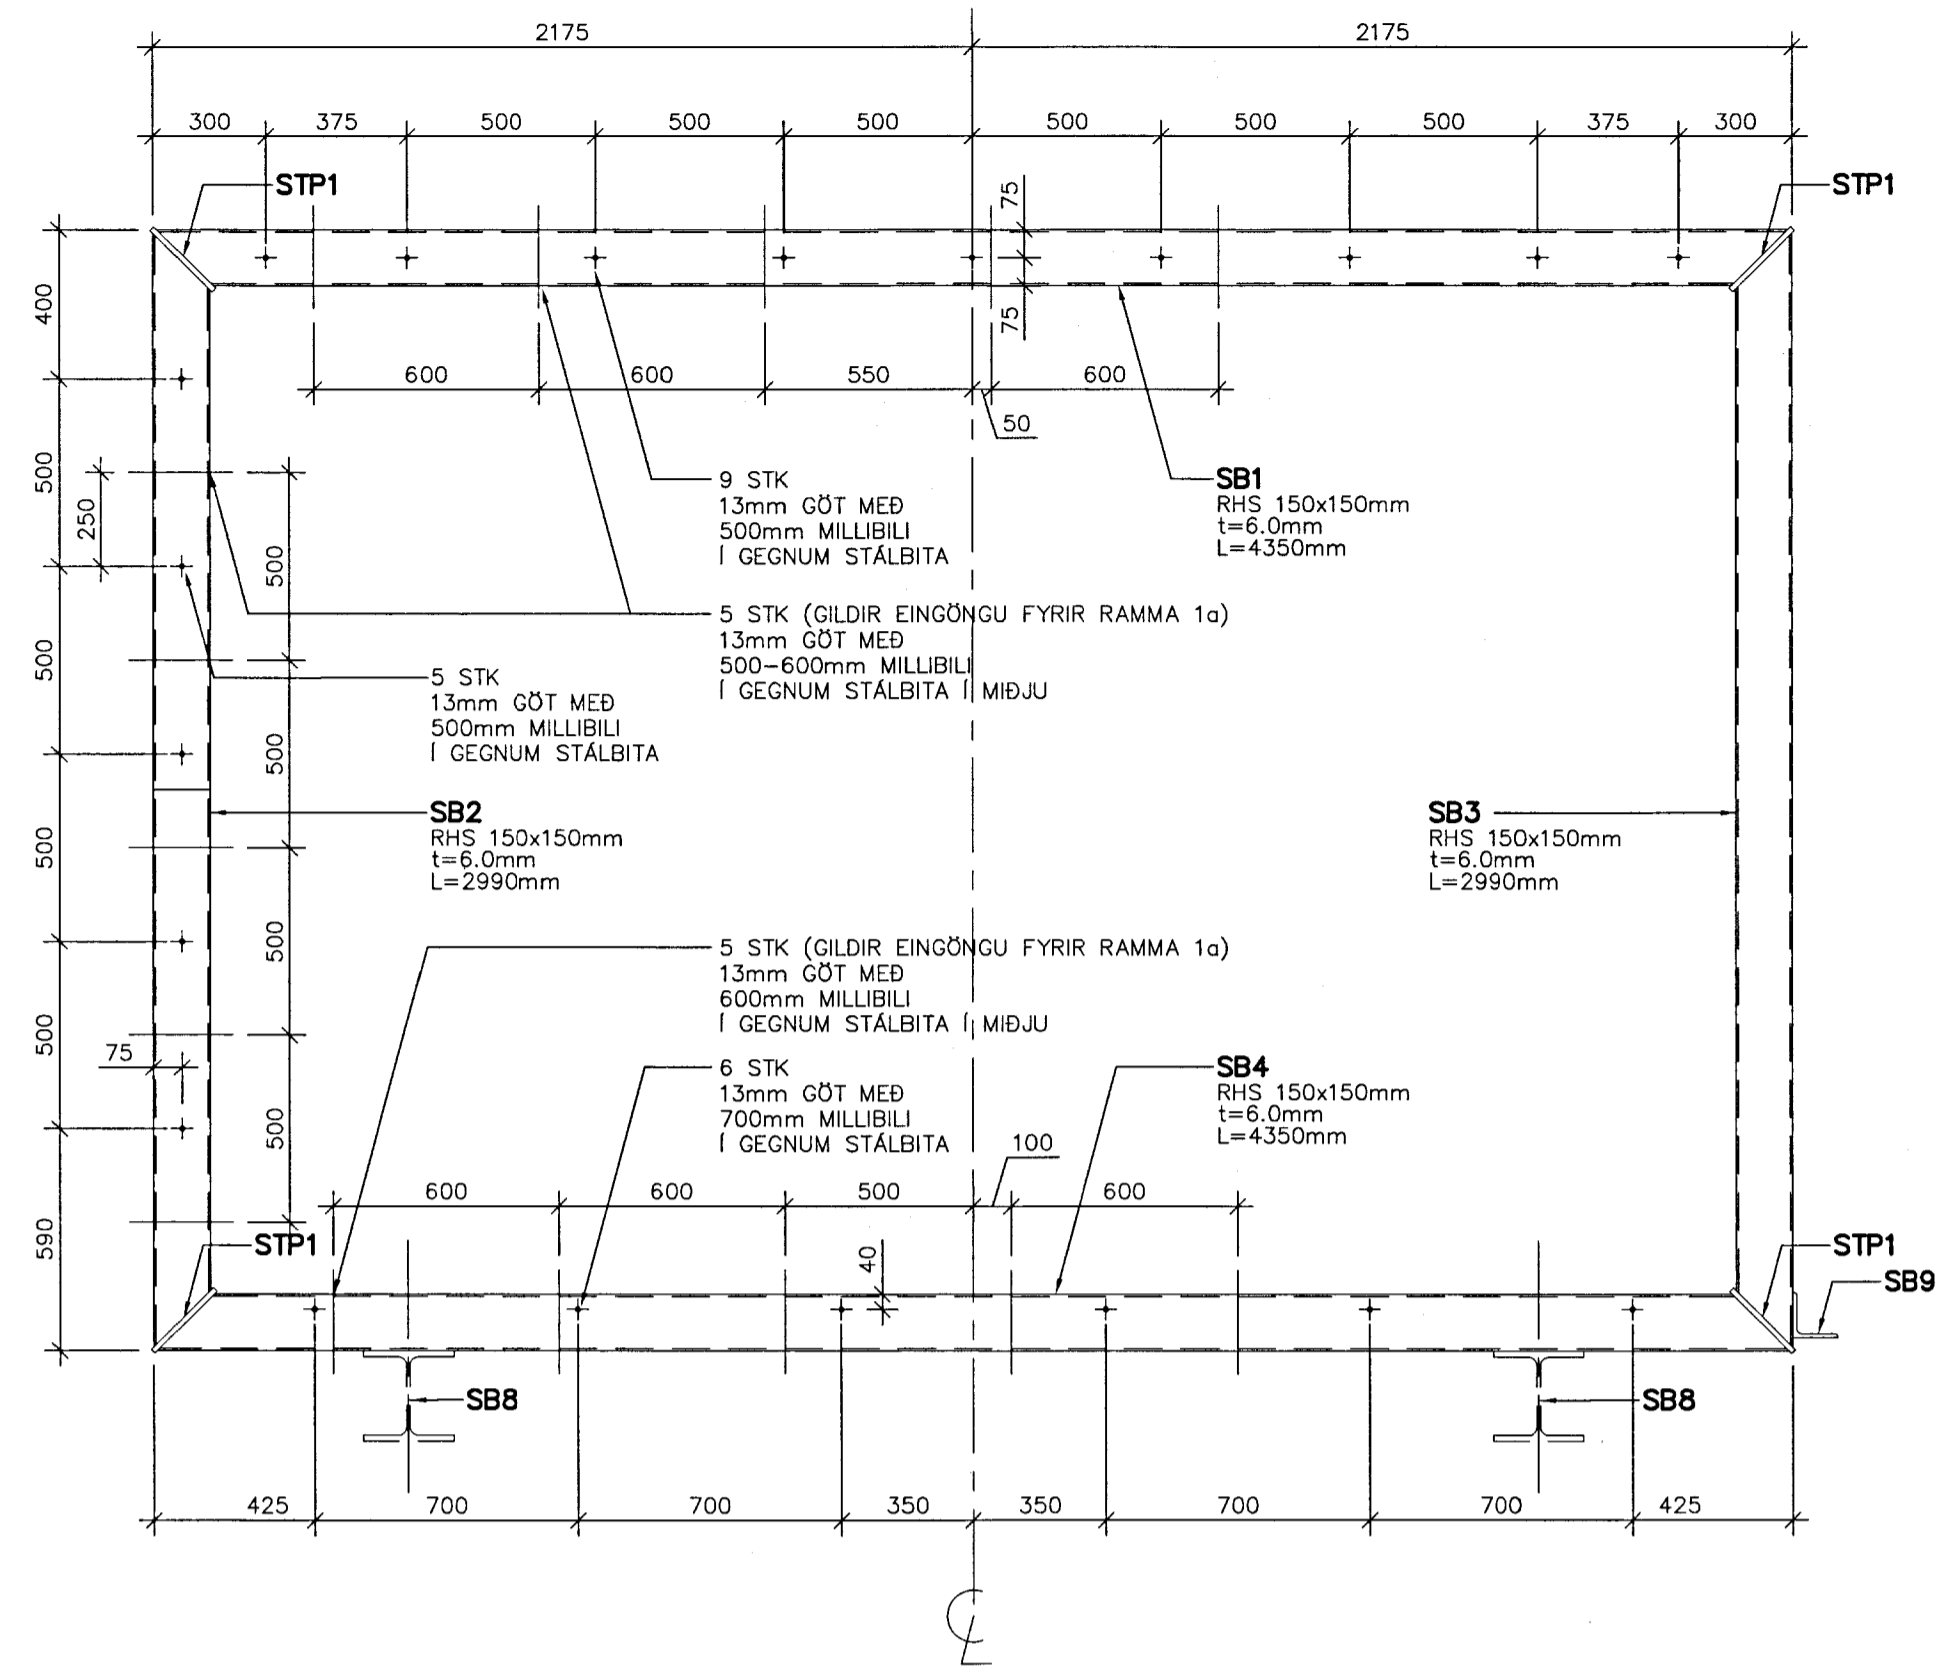 2175 2175
300 375 500 500 500 500 500 500 375 300
STP1 STP1
75
75
400
500
500
500
500
590
250
75
600 600 550 600
50
9 STK
13mm GÖT MEÐ
500mm MILLIBILI
Í GEGNUM STÁLBITA
SB1
RHS 150x150mm
t=6.0mm
L=4350mm
500
500
500
500
5 STK (GILDIR EINGÖNGU FYRIR RAMMA 1a)
13mm GÖT MEÐ
500-600mm MILLIBILI
Í GEGNUM STÁLBITA Í MIÐJU
5 STK
13mm GÖT MEÐ
500mm MILLIBILI
Í GEGNUM STÁLBITA
SB2
RHS 150x150mm
t=6.0mm
L=2990mm
SB3
RHS 150x150mm
t=6.0mm
L=2990mm
5 STK (GILDIR EINGÖNGU FYRIR RAMMA 1a)
13mm GÖT MEÐ
600mm MILLIBILI
Í GEGNUM STÁLBITA Í MIÐJU
6 STK
13mm GÖT MEÐ
700mm MILLIBILI
Í GEGNUM STÁLBITA
SB4
RHS 150x150mm
t=6.0mm
L=4350mm
100
600 600 500 600
40
STP1 STP1
SB9
SB8 SB8
425 700 700 350 350 700 700 425